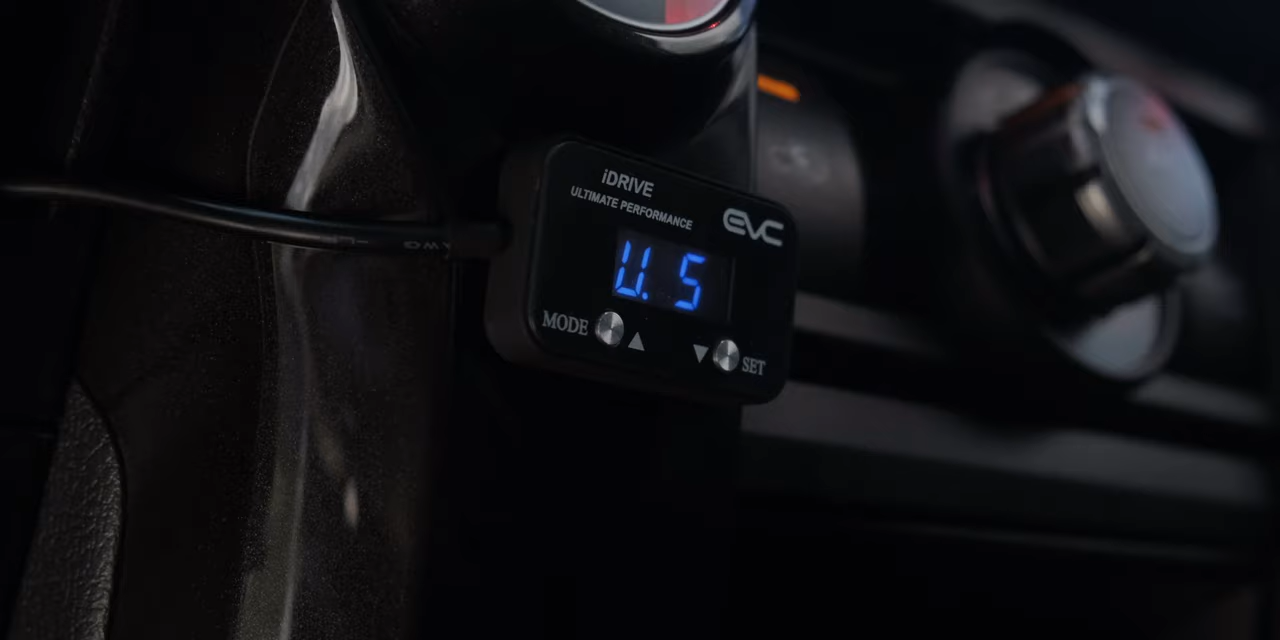 iDRIVE
ULTIMATE PERFORMANCE
evc
U. 5
MODE
SET